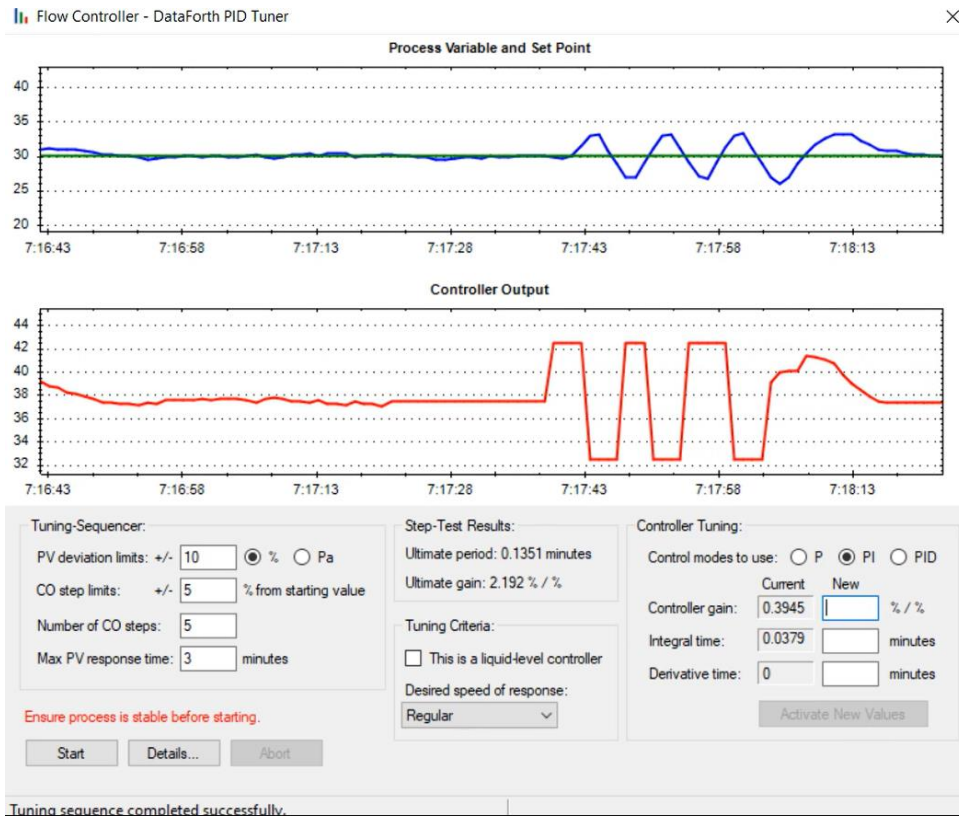 Flow Controller - DataForth PID Tuner
Process Variable and Set Point
40
35
30
25
20
7:16:43 7:16:58 7:17:13 7:17:28 7:17:43 7:17:58 7:18:13
Controller Output
44
42
40
38
36
34
32
7:16:43 7:16:58 7:17:13 7:17:28 7:17:43 7:17:58 7:18:13
Tuning-Sequencer:
PV deviation limits: +/- 10 % Pa
CO step limits: +/- 5 % from starting value
Number of CO steps: 5
Max PV response time: 3 minutes
Ensure process is stable before starting.
Start Details... Abort
Step-Test Results:
Ultimate period: 0.1351 minutes
Ultimate gain: 2.192 % / %
Tuning Criteria:
This is a liquid-level controller
Desired speed of response:
Regular
Controller Tuning:
Control modes to use: P PI PID
Current New
Controller gain: 0.3945 % / %
Integral time: 0.0379 minutes
Derivative time: 0 minutes
Activate New Values
Tuning sequence completed successfully.